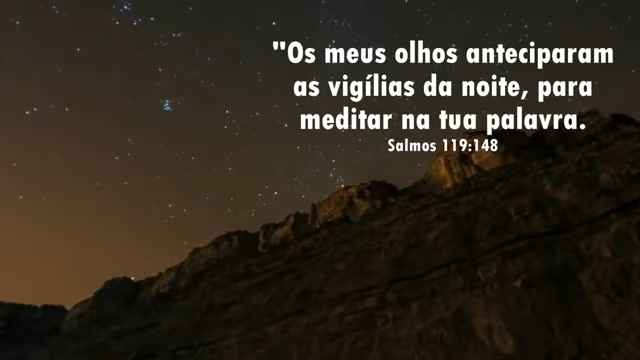 "Os meus olhos anteciparam
as vigílias da noite, para
meditar na tua palavra.
Salmos 119:148